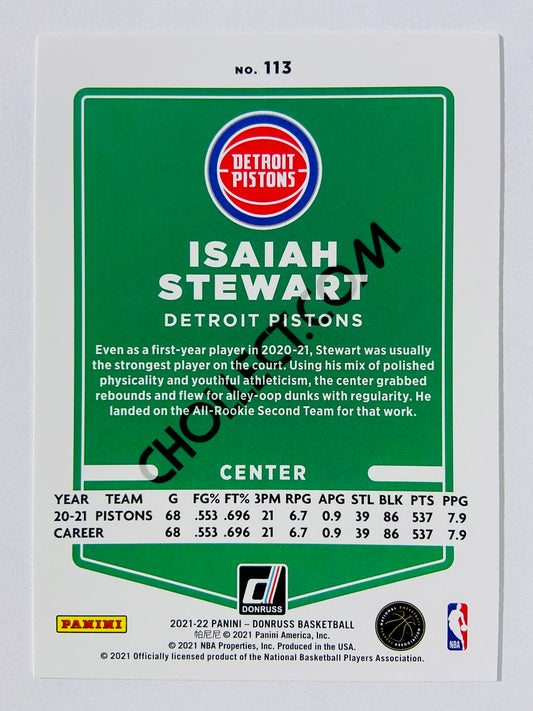 NO. 113
DETROIT
PISTONS
ISAIAH
STEWART
DETROIT PISTONS
Even as a first-year player in 2020-21, Stewart was usually
the strongest player on the court. Using his mix of polished
physicality and youthful athleticism, the center grabbed
rebounds and flew for alley-oop dunks with regularity. He
landed on the All-Rookie Second Team for that work.
CHOLLECT.COM
CENTER
YEAR TEAM G FG% FT% 3PM RPG APG STL BLK PTS PPG
20-21 PISTONS 68 .553 .696 21 6.7 0.9 39 86 537 7.9
CAREER 68 .553 .696 21 6.7 0.9 39 86 537 7.9
DONRUSS
PANINI
2021-22 PANINI – DONRUSS BASKETBALL
帕尼尼 © 2021 Panini America, Inc.
© 2021 NBA Properties, Inc. Produced in the USA.
© 2021 Officially licensed product of the National Basketball Players Association.
NATIONAL BASKETBALL PLAYERS ASSOCIATION
NBA